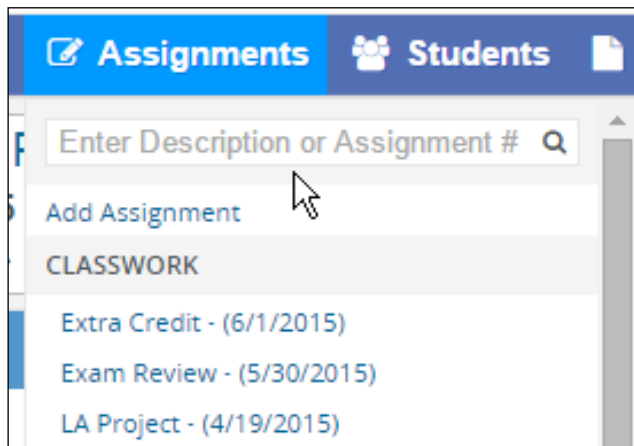 Assignments Students
Enter Description or Assignment #
Add Assignment
CLASSWORK
Extra Credit - (6/1/2015)
Exam Review - (5/30/2015)
LA Project - (4/19/2015)